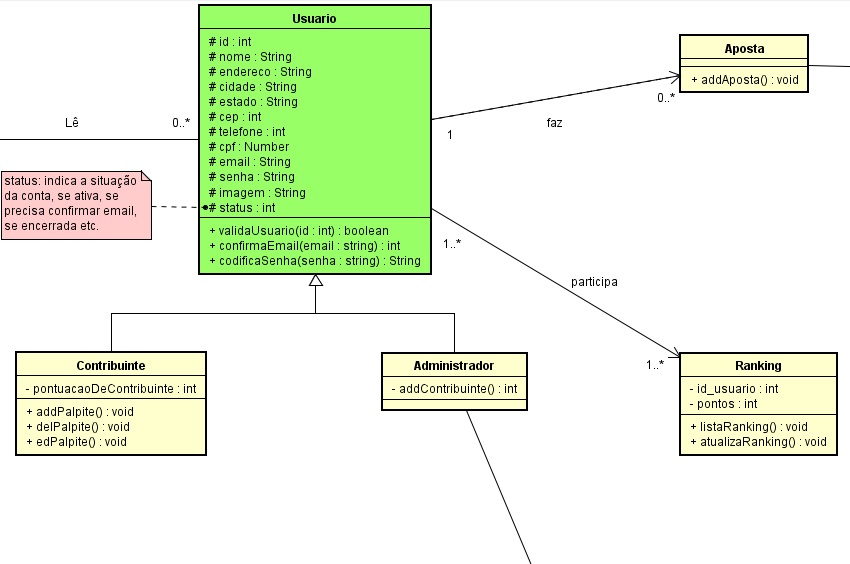 Usuario
# id : int
# nome : String
# endereco : String
# cidade : String
# estado : String
# cep : int
# telefone : int
# cpf : Number
# email : String
# senha : String
# imagem : String
# status : int
+ validaUsuario(id : int) : boolean
+ confirmaEmail(email : string) : int
+ codificaSenha(senha : string) : String
Lê
0..*
status: indica a situação
da conta, se ativa, se
precisa confirmar email,
se encerrada etc.
1
faz
0..*
Aposta
+ addAposta() : void
1..*
participa
1..*
Contribuinte
- pontuacaoDeContribuinte : int
+ addPalpite() : void
+ delPalpite() : void
+ edPalpite() : void
Administrador
- addContribuinte() : int
Ranking
- id_usuario : int
- pontos : int
+ listaRanking() : void
+ atualizaRanking() : void